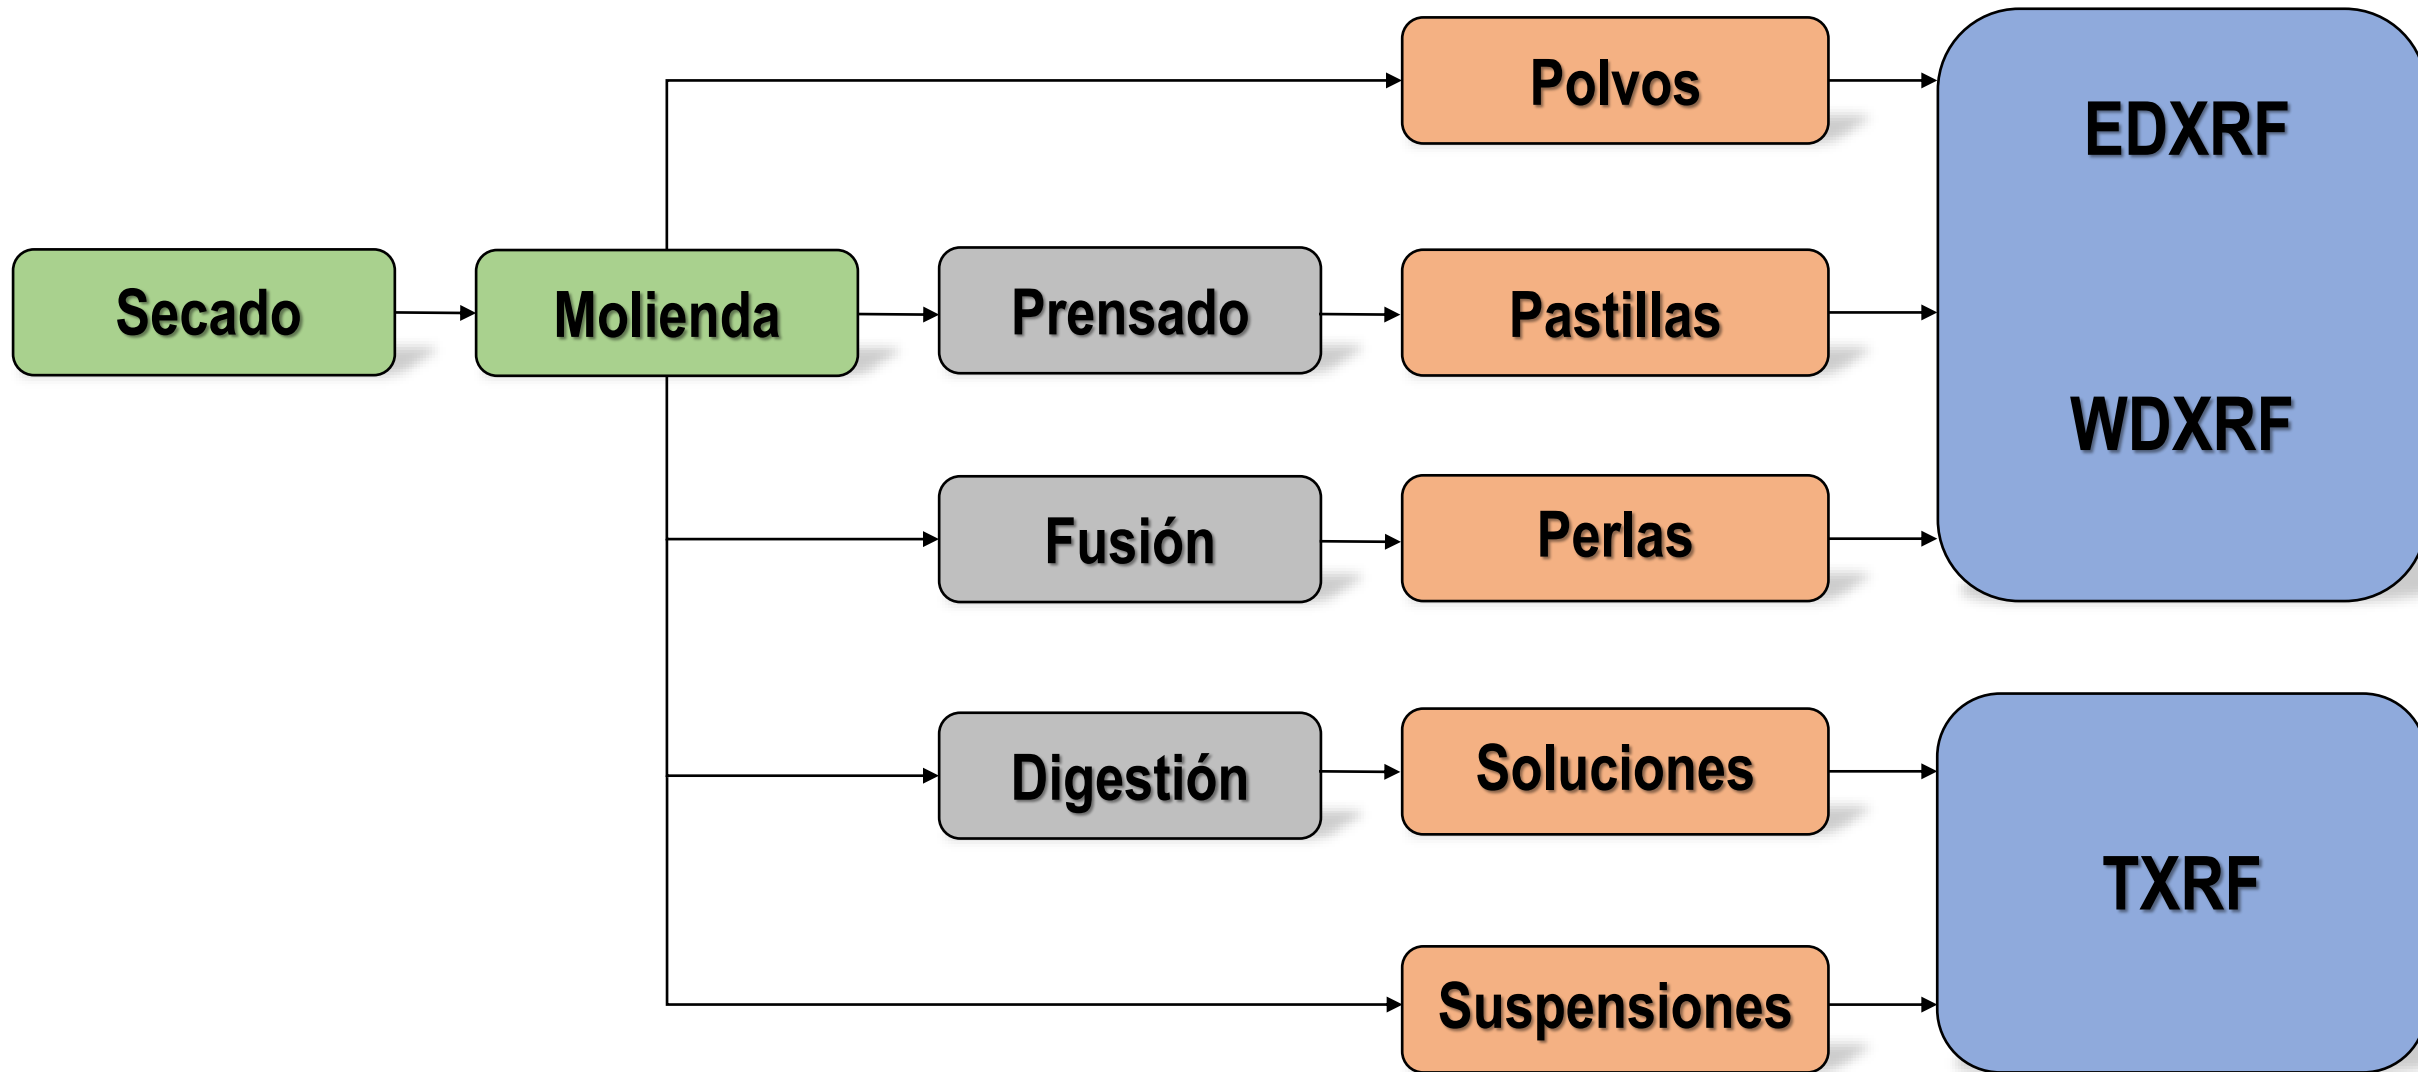 Polvos
EDXRF
Secado
Molienda
Prensado
Pastillas
WDXRF
Fusión
Perlas
Digestión
Soluciones
TXRF
Suspensiones